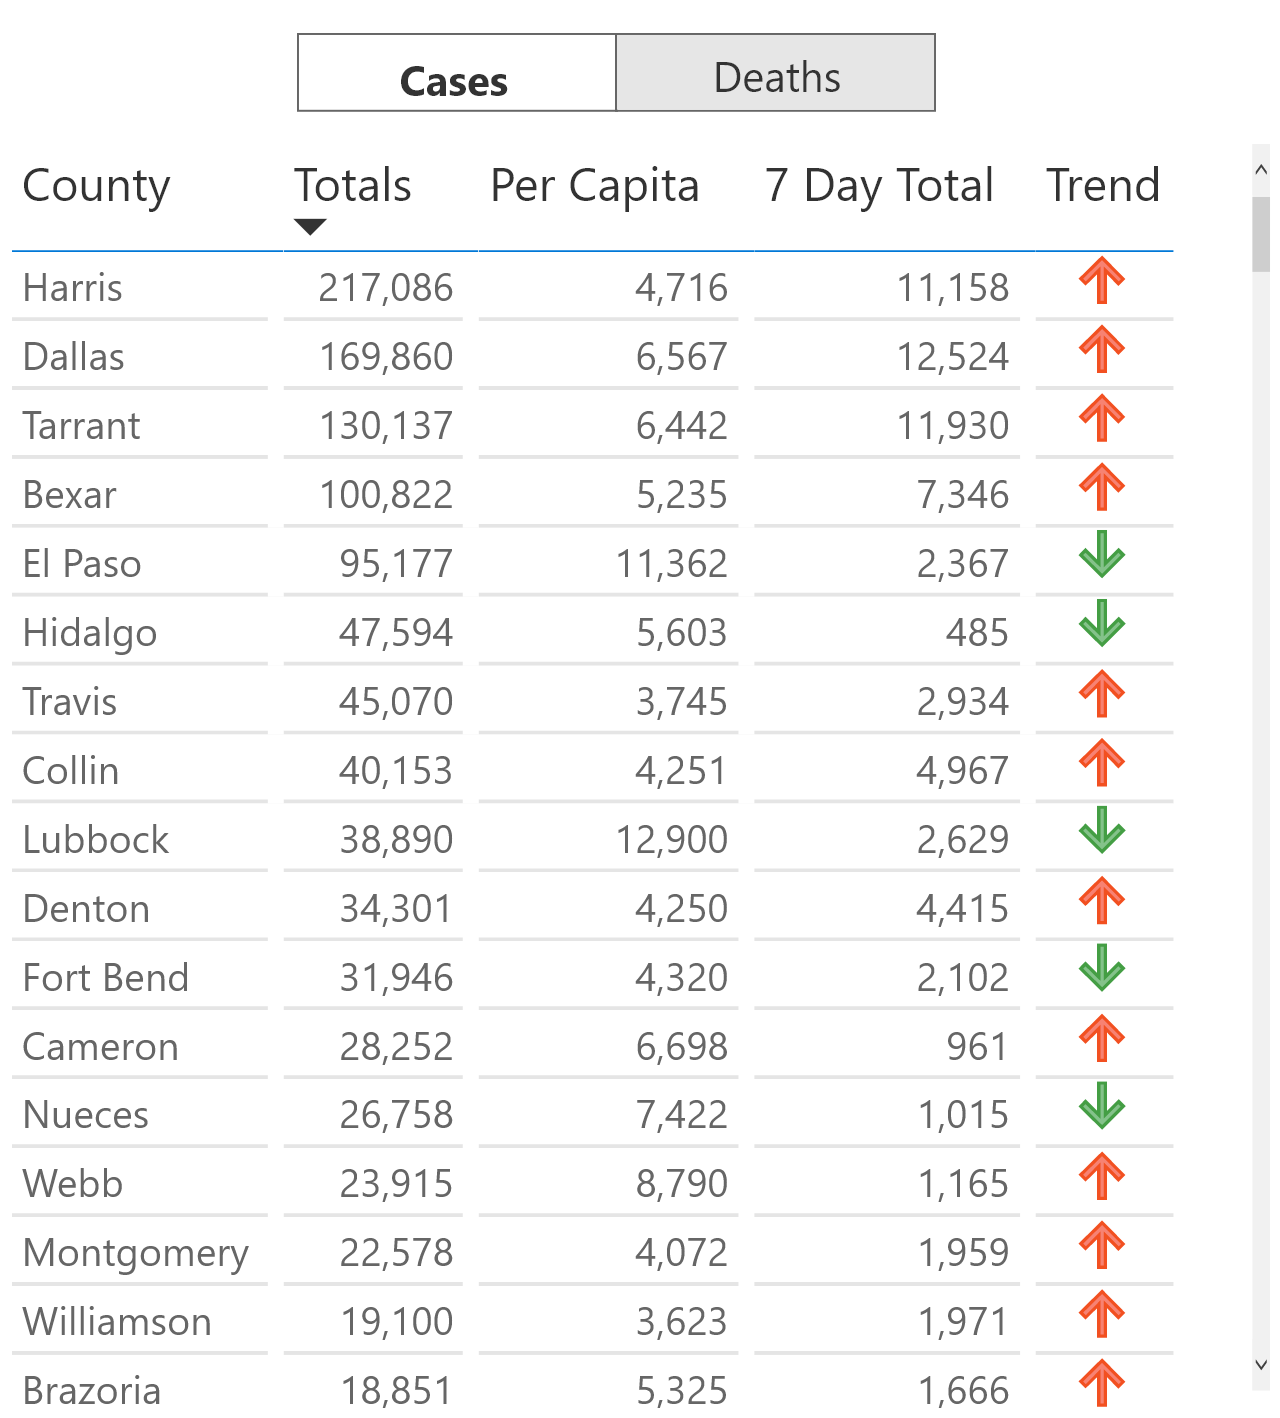 Cases Deaths
County Totals Per Capita 7 Day Total Trend
Harris 217,086 4,716 11,158
Dallas 169,860 6,567 12,524
Tarrant 130,137 6,442 11,930
Bexar 100,822 5,235 7,346
El Paso 95,177 11,362 2,367
Hidalgo 47,594 5,603 485
Travis 45,070 3,745 2,934
Collin 40,153 4,251 4,967
Lubbock 38,890 12,900 2,629
Denton 34,301 4,250 4,415
Fort Bend 31,946 4,320 2,102
Cameron 28,252 6,698 961
Nueces 26,758 7,422 1,015
Webb 23,915 8,790 1,165
Montgomery 22,578 4,072 1,959
Williamson 19,100 3,623 1,971
Brazoria 18,851 5,325 1,666